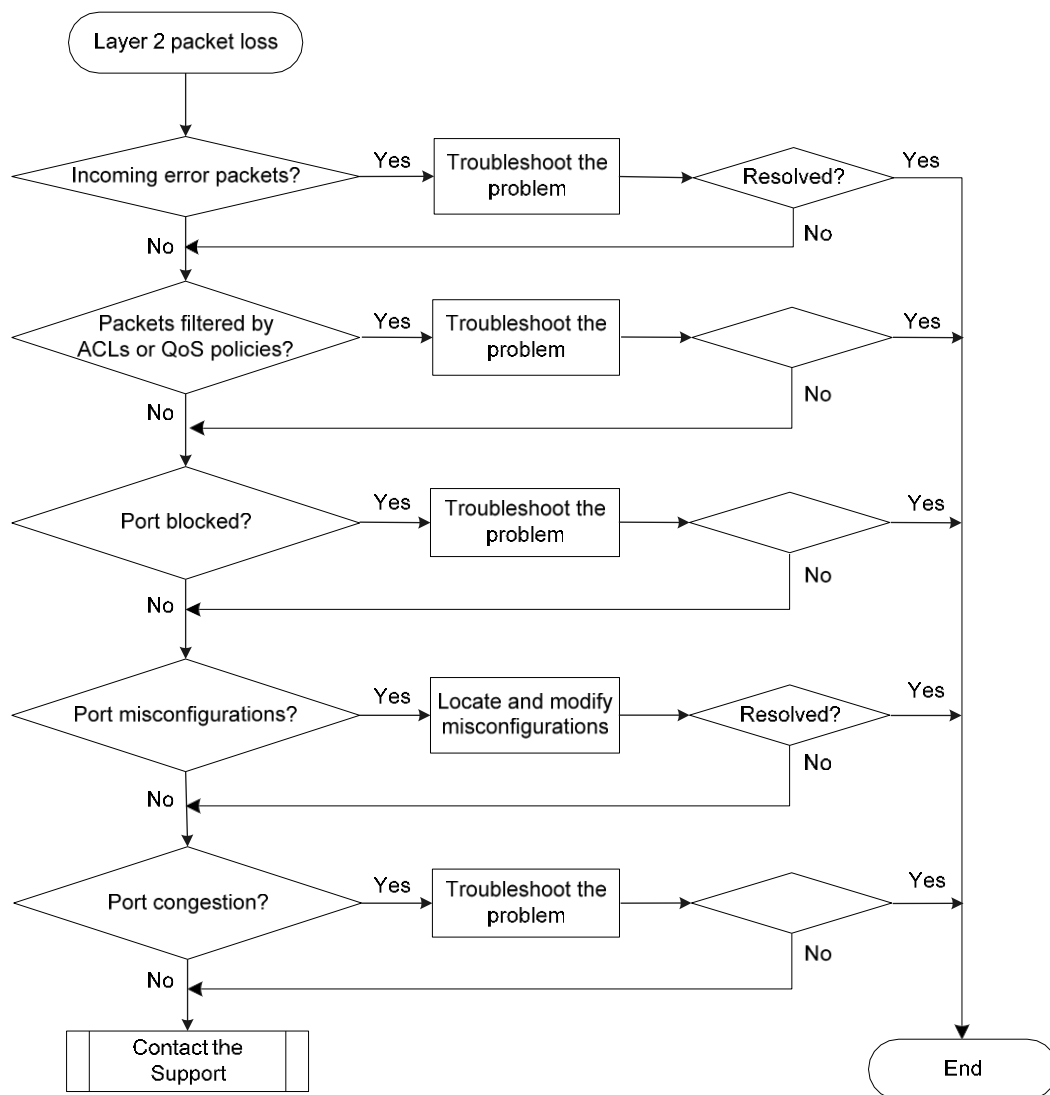 Layer 2 packet loss
Incoming error packets?
Yes
Troubleshoot the
problem
Resolved?
Yes
No
No
Packets filtered by
ACLs or QoS policies?
Yes
Troubleshoot the
problem
Yes
No
No
Port blocked?
Yes
Troubleshoot the
problem
Yes
No
No
Port misconfigurations?
Yes
Locate and modify
misconfigurations
Resolved?
Yes
No
No
Port congestion?
Yes
Troubleshoot the
problem
Yes
No
No
Contact the
Support
End